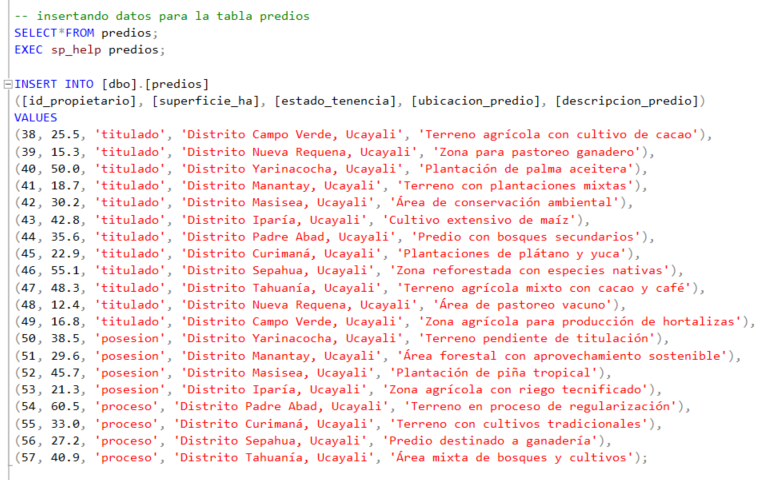 -- insertando datos para la tabla predios
SELECT*FROM predios;
EXEC sp_help predios;
INSERT INTO [dbo].[predios]
([id_propietario], [superficie_ha], [estado_tenencia], [ubicacion_predio], [descripcion_predio])
VALUES
(38, 25.5, 'titulado', 'Distrito Campo Verde, Ucayali', 'Terreno agrícola con cultivo de cacao'),
(39, 15.3, 'titulado', 'Distrito Nueva Requena, Ucayali', 'Zona para pastoreo ganadero'),
(40, 50.0, 'titulado', 'Distrito Yarinacocha, Ucayali', 'Plantación de palma aceitera'),
(41, 18.7, 'titulado', 'Distrito Manantay, Ucayali', 'Terreno con plantaciones mixtas'),
(42, 30.2, 'titulado', 'Distrito Masisea, Ucayali', 'Área de conservación ambiental'),
(43, 42.8, 'titulado', 'Distrito Iparía, Ucayali', 'Cultivo extensivo de maíz'),
(44, 35.6, 'titulado', 'Distrito Padre Abad, Ucayali', 'Predio con bosques secundarios'),
(45, 22.9, 'titulado', 'Distrito Curimaná, Ucayali', 'Plantaciones de plátano y yuca'),
(46, 55.1, 'titulado', 'Distrito Sepahua, Ucayali', 'Zona reforestada con especies nativas'),
(47, 48.3, 'titulado', 'Distrito Tahuanía, Ucayali', 'Terreno agrícola mixto con cacao y café'),
(48, 12.4, 'titulado', 'Distrito Nueva Requena, Ucayali', 'Área de pastoreo vacuno'),
(49, 16.8, 'titulado', 'Distrito Campo Verde, Ucayali', 'Zona agrícola para producción de hortalizas'),
(50, 38.5, 'posesion', 'Distrito Yarinacocha, Ucayali', 'Terreno pendiente de titulación'),
(51, 29.6, 'posesion', 'Distrito Manantay, Ucayali', 'Área forestal con aprovechamiento sostenible'),
(52, 45.7, 'posesion', 'Distrito Masisea, Ucayali', 'Plantación de piña tropical'),
(53, 21.3, 'posesion', 'Distrito Iparía, Ucayali', 'Zona agrícola con riego tecnificado'),
(54, 60.5, 'proceso', 'Distrito Padre Abad, Ucayali', 'Terreno en proceso de regularización'),
(55, 33.0, 'proceso', 'Distrito Curimaná, Ucayali', 'Terreno con cultivos tradicionales'),
(56, 27.2, 'proceso', 'Distrito Sepahua, Ucayali', 'Predio destinado a ganadería'),
(57, 40.9, 'proceso', 'Distrito Tahuanía, Ucayali', 'Área mixta de bosques y cultivos');